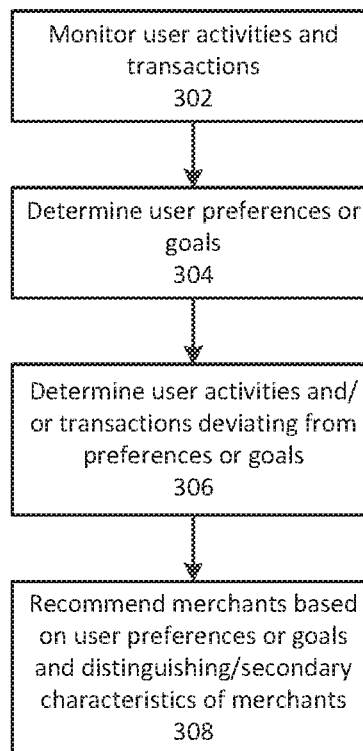 Monitor user activities and
transactions
302
Determine user preferences or
goals
304
Determine user activities and/
or transactions deviating from
preferences or goals
306
Recommend merchants based
on user preferences or goals
and distinguishing/secondary
characteristics of merchants
308